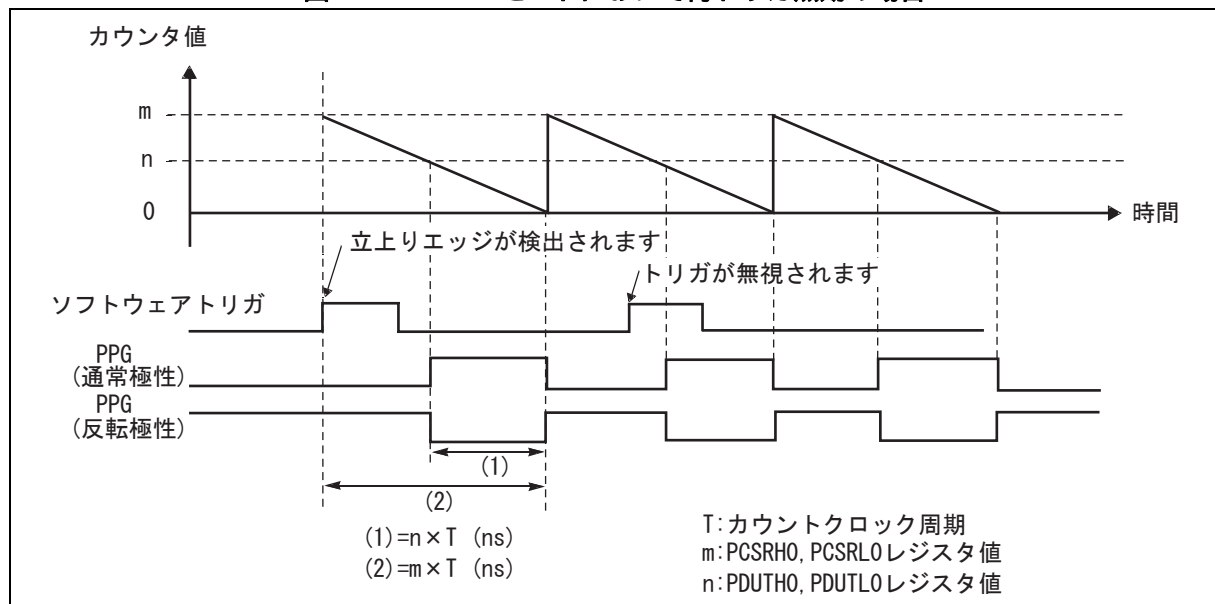 カウンタ値
m
n
0
時間
立上りエッジが検出されます
トリガが無視されます
ソフトウェアトリガ
PPG
(通常極性)
PPG
(反転極性)
(1)
(2)
(1)=n×T (ns)
(2)=m×T (ns)
T:カウントクロック周期
m:PCSRH0,PCSRL0レジスタ値
n:PDUTH0,PDUTL0レジスタ値